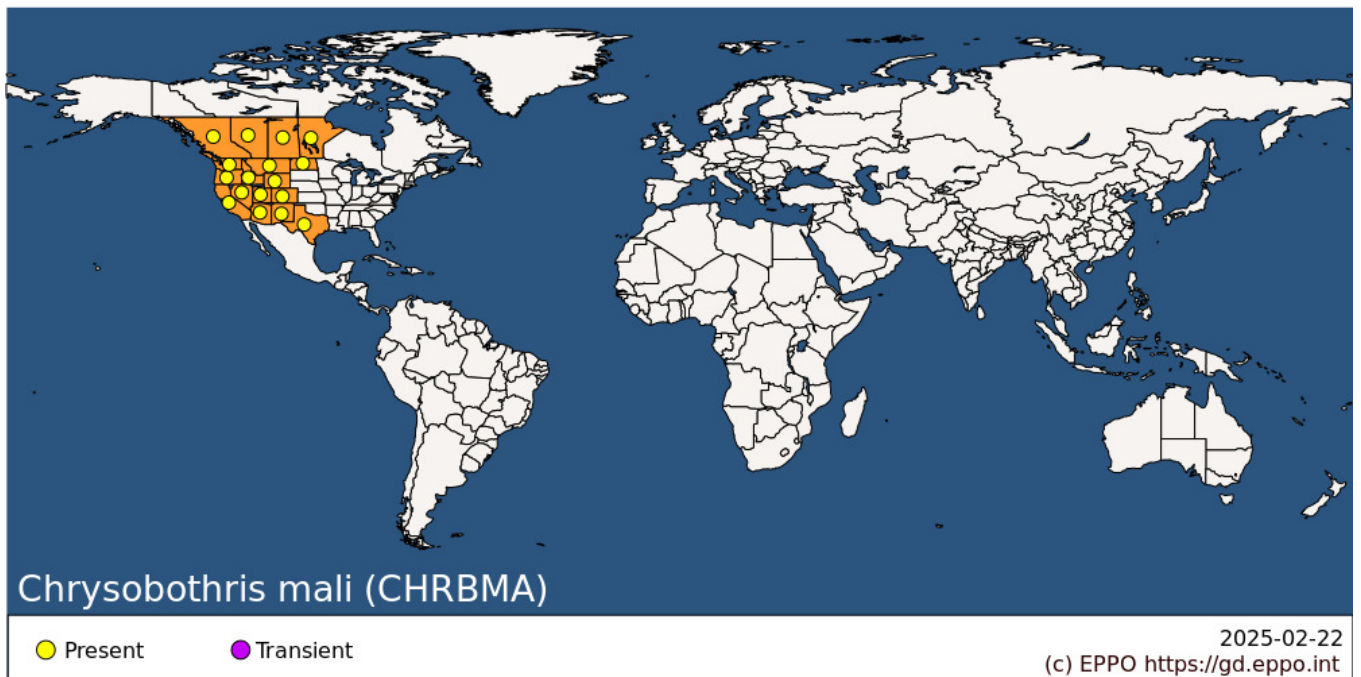 Chrysobothris mali (CHRBMA)
Present
Transient
2025-02-22
(c) EPPO https://gd.eppo.int